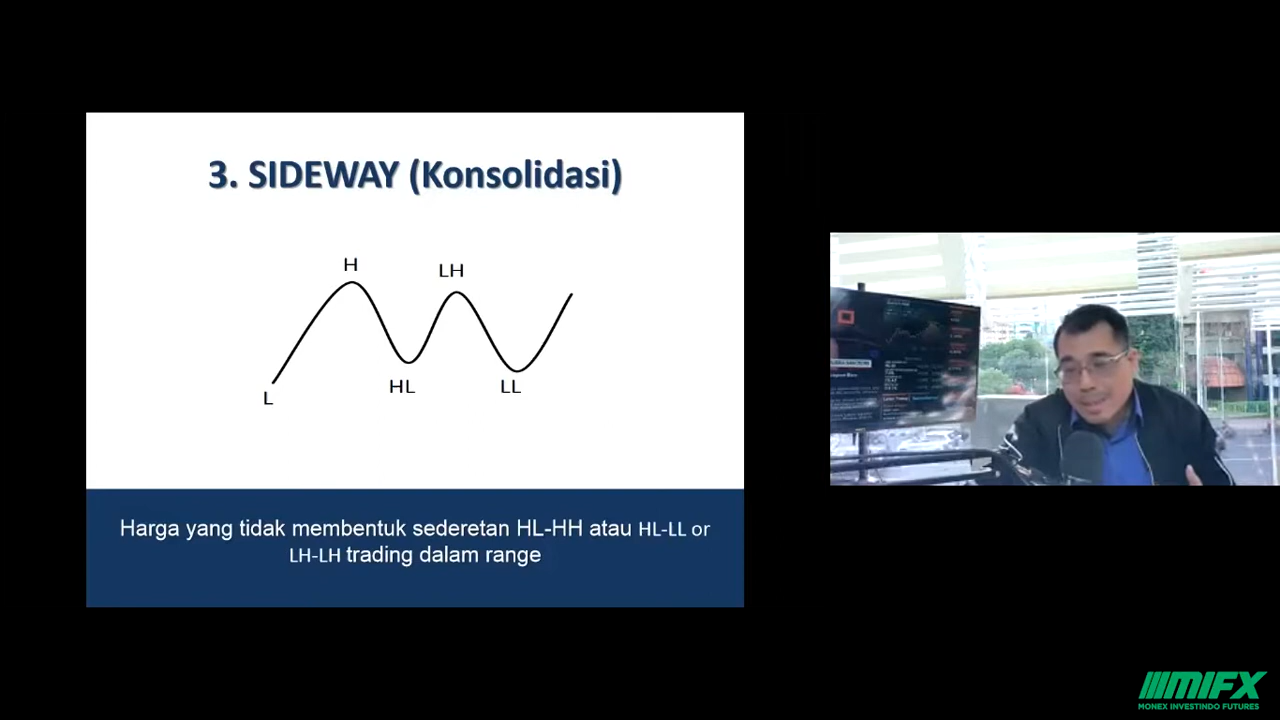 3. SIDEWAY (Konsolidasi)
H
LH
HL
LL
L
Harga yang tidak membentuk sederetan HL-HH atau HL-LL or
LH-LH trading dalam range
MIFX
MONEX INVESTINDO FUTURES